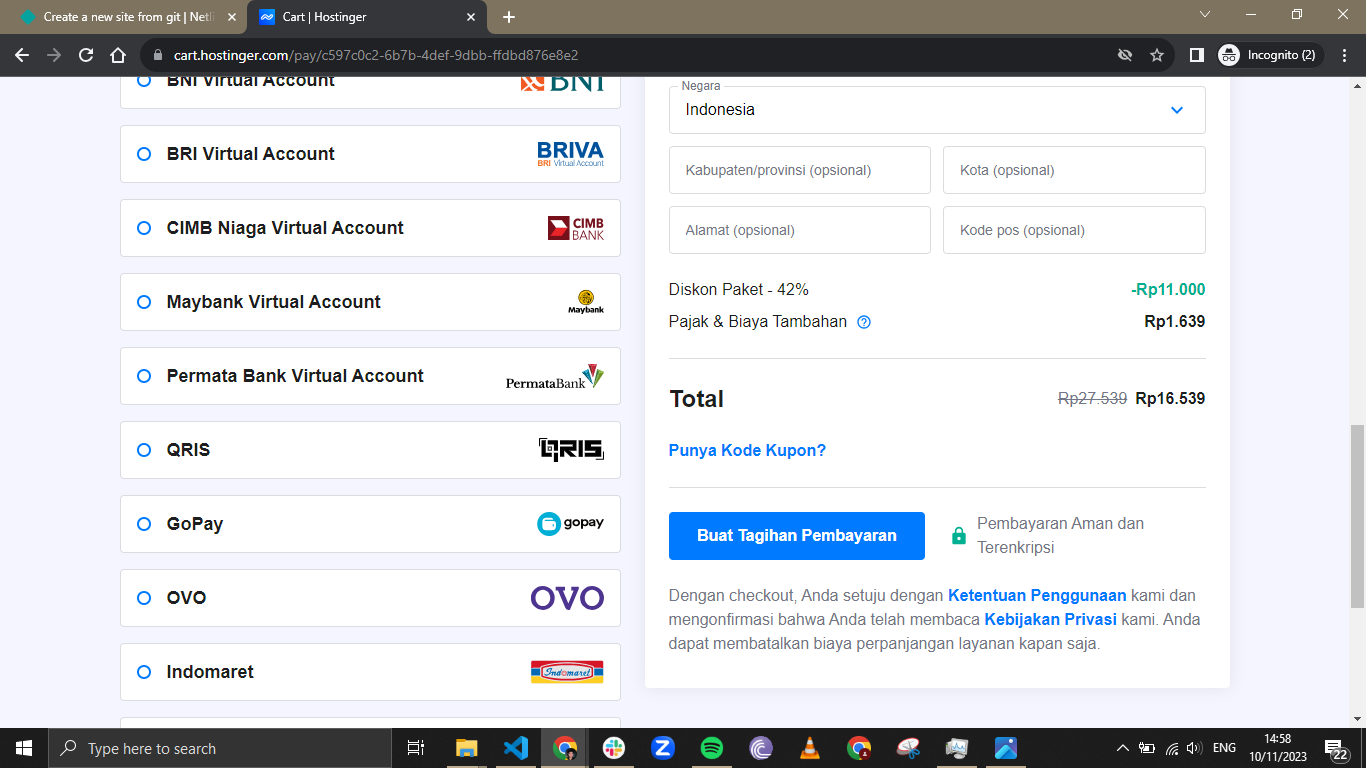 Create a new site from git | Netli
Cart | Hostinger
cart.hostinger.com/pay/c597c0c2-6b7b-4def-9dbb-ffdbd876e8e2
Incognito (2)
BNI Virtual Account
BNI
BRI Virtual Account
BRIVA
BRI Virtual Account
CIMB Niaga Virtual Account
CIMB
BANK
Maybank Virtual Account
Maybank
Permata Bank Virtual Account
PermataBank
QRIS
QRIS
GoPay
gopay
OVO
OVO
Indomaret
Indomaret
Negara
Indonesia
Kabupaten/provinsi (opsional)
Kota (opsional)
Alamat (opsional)
Kode pos (opsional)
Diskon Paket - 42%
-Rp11.000
Pajak & Biaya Tambahan
Rp1.639
Total
Rp27.539 Rp16.539
Punya Kode Kupon?
Buat Tagihan Pembayaran
Pembayaran Aman dan
Terenkripsi
Dengan checkout, Anda setuju dengan Ketentuan Penggunaan kami dan
mengonfirmasi bahwa Anda telah membaca Kebijakan Privasi kami. Anda
dapat membatalkan biaya perpanjangan layanan kapan saja.
Type here to search
ENG
14:58
10/11/2023
22